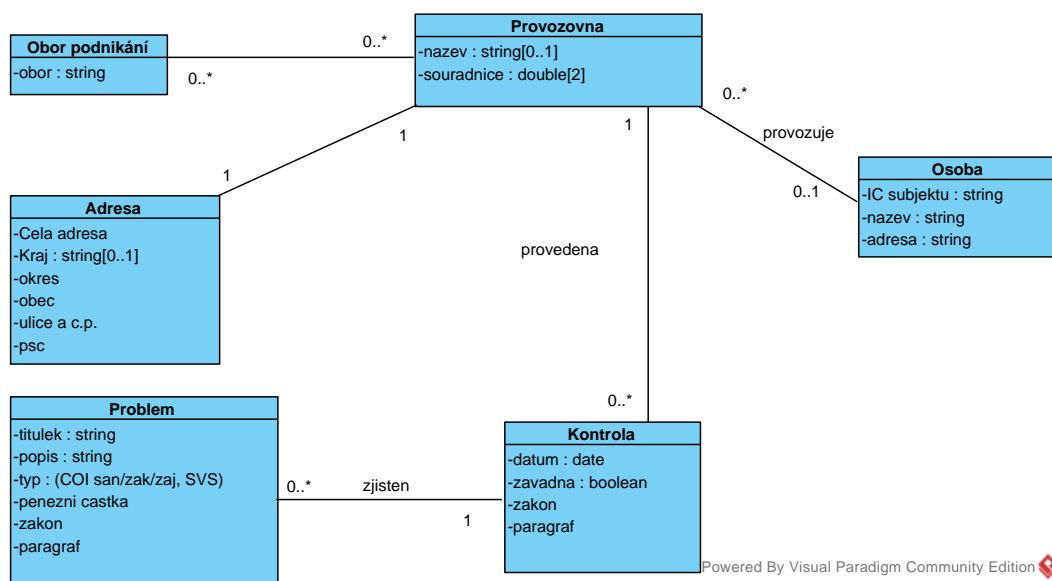 Obor podnikání
-obor : string
0..*
0..*
Provozovna
-nazev : string[0..1]
-souradnice : double[2]
1
1
1
0..*
provozuje
0..1
Osoba
-IC subjektu : string
-nazev : string
-adresa : string
Adresa
-Cela adresa
-Kraj : string[0..1]
-okres
-obec
-ulice a c.p.
-psc
provedena
0..*
Problem
-titulek : string
-popis : string
-typ : (COI san/zak/zaj, SVS)
-penezni castka
-zakon
-paragraf
0..*
zjisten
1
Kontrola
-datum : date
-zavadna : boolean
-zakon
-paragraf
Powered By Visual Paradigm Community Edition